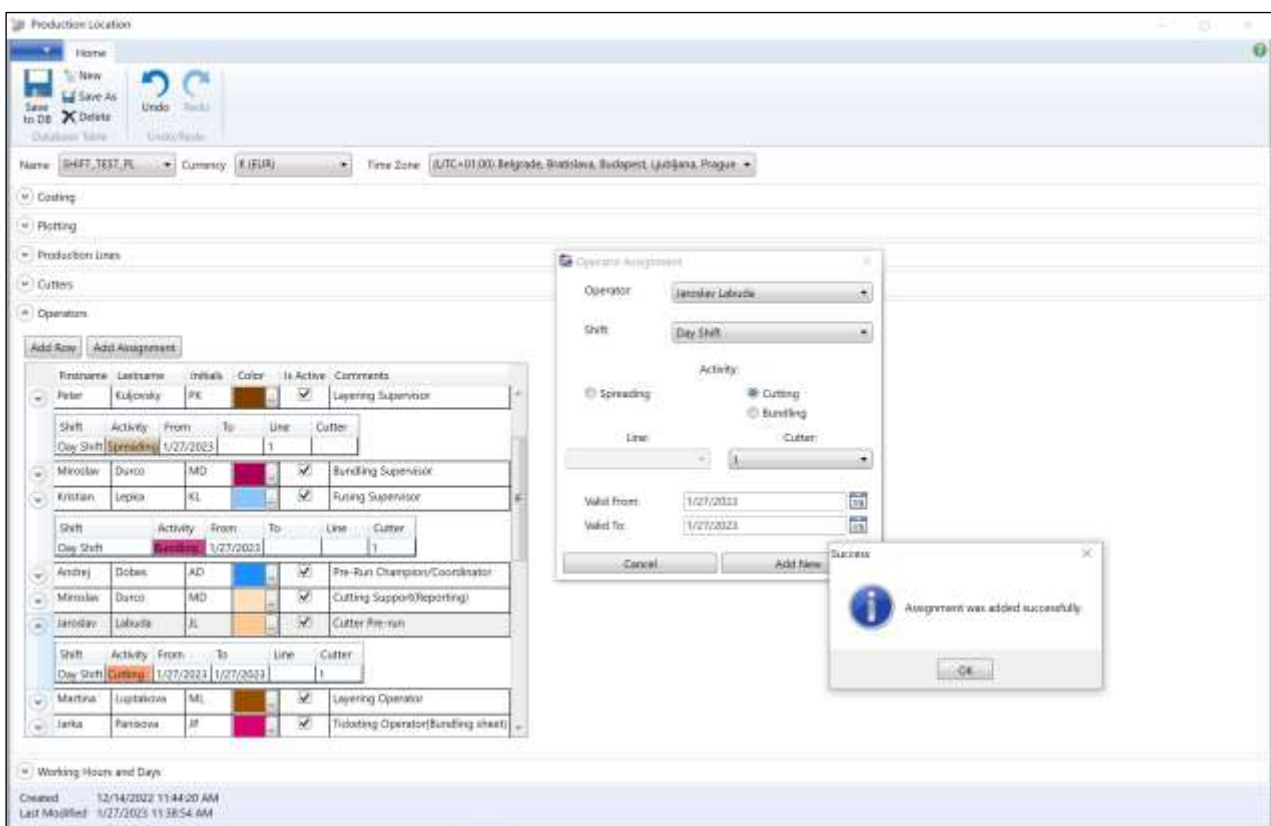 Production Location
Home
Save to DB
New
Save As
Delete
Database Table
Undo
Redo
Undo/Redo
Name SHIFT_TEST_PL Currency € (EUR) Time Zone (UTC+01:00) Belgrade, Bratislava, Budapest, Ljubljana, Prague
Costing
Plotting
Production Lines
Cutters
Operators
Add Row Add Assignment
Firstname Lastname Initials Color Is Active Comments
Peter Kuljovsky PK Layering Supervisor
Shift Activity From To Line Cutter
Day Shift Spreading 1/27/2023 1
Miroslav Durco MD Bundling Supervisor
Kristian Lepka KL Fusing Supervisor
Shift Activity From To Line Cutter
Day Shift Bundling 1/27/2023 1
Andrej Dobes AD Pre-Run Champion/Coordinator
Miroslav Durco MD Cutting Support(Reporting)
Jaroslav Labuda JL Cutter Pre-run
Shift Activity From To Line Cutter
Day Shift Cutting 1/27/2023 1/27/2023 1
Martina Luptakova ML Layering Operator
Jarka Ticketing Operator(Bundling sheet)
Working Hours and Days
Created 12/14/2022 11:44:20 AM
Last Modified 1/27/2023 11:38:54 AM
Operator Assignment
Operator Jaroslav Labuda
Shift: Day Shift
Activity:
Spreading Cutting
Bundling
Line: Cutter:
1
Valid From: 1/27/2023
Valid To: 1/27/2023
Cancel Add New
Success
Assignment was added successfully
OK